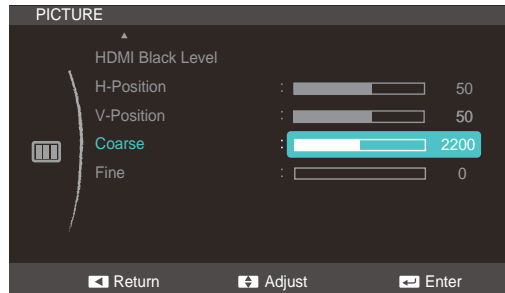 PICTURE
HDMI Black Level
H-Position : 50
V-Position : 50
Coarse : 2200
Fine : 0
Return Adjust Enter